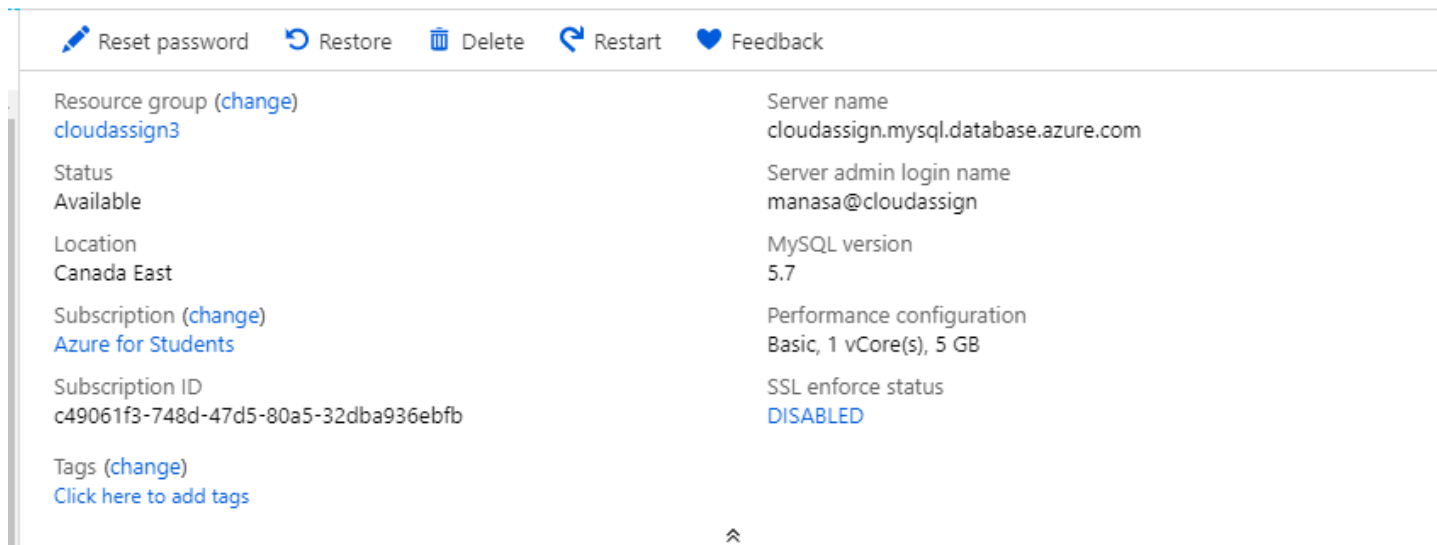 Reset password Restore Delete Restart Feedback
Resource group (change)
cloudassign3
Status
Available
Location
Canada East
Subscription (change)
Azure for Students
Subscription ID
c49061f3-748d-47d5-80a5-32dba936ebfb
Tags (change)
Click here to add tags
Server name
cloudassign.mysql.database.azure.com
Server admin login name
manasa@cloudassign
MySQL version
5.7
Performance configuration
Basic, 1 vCore(s), 5 GB
SSL enforce status
DISABLED